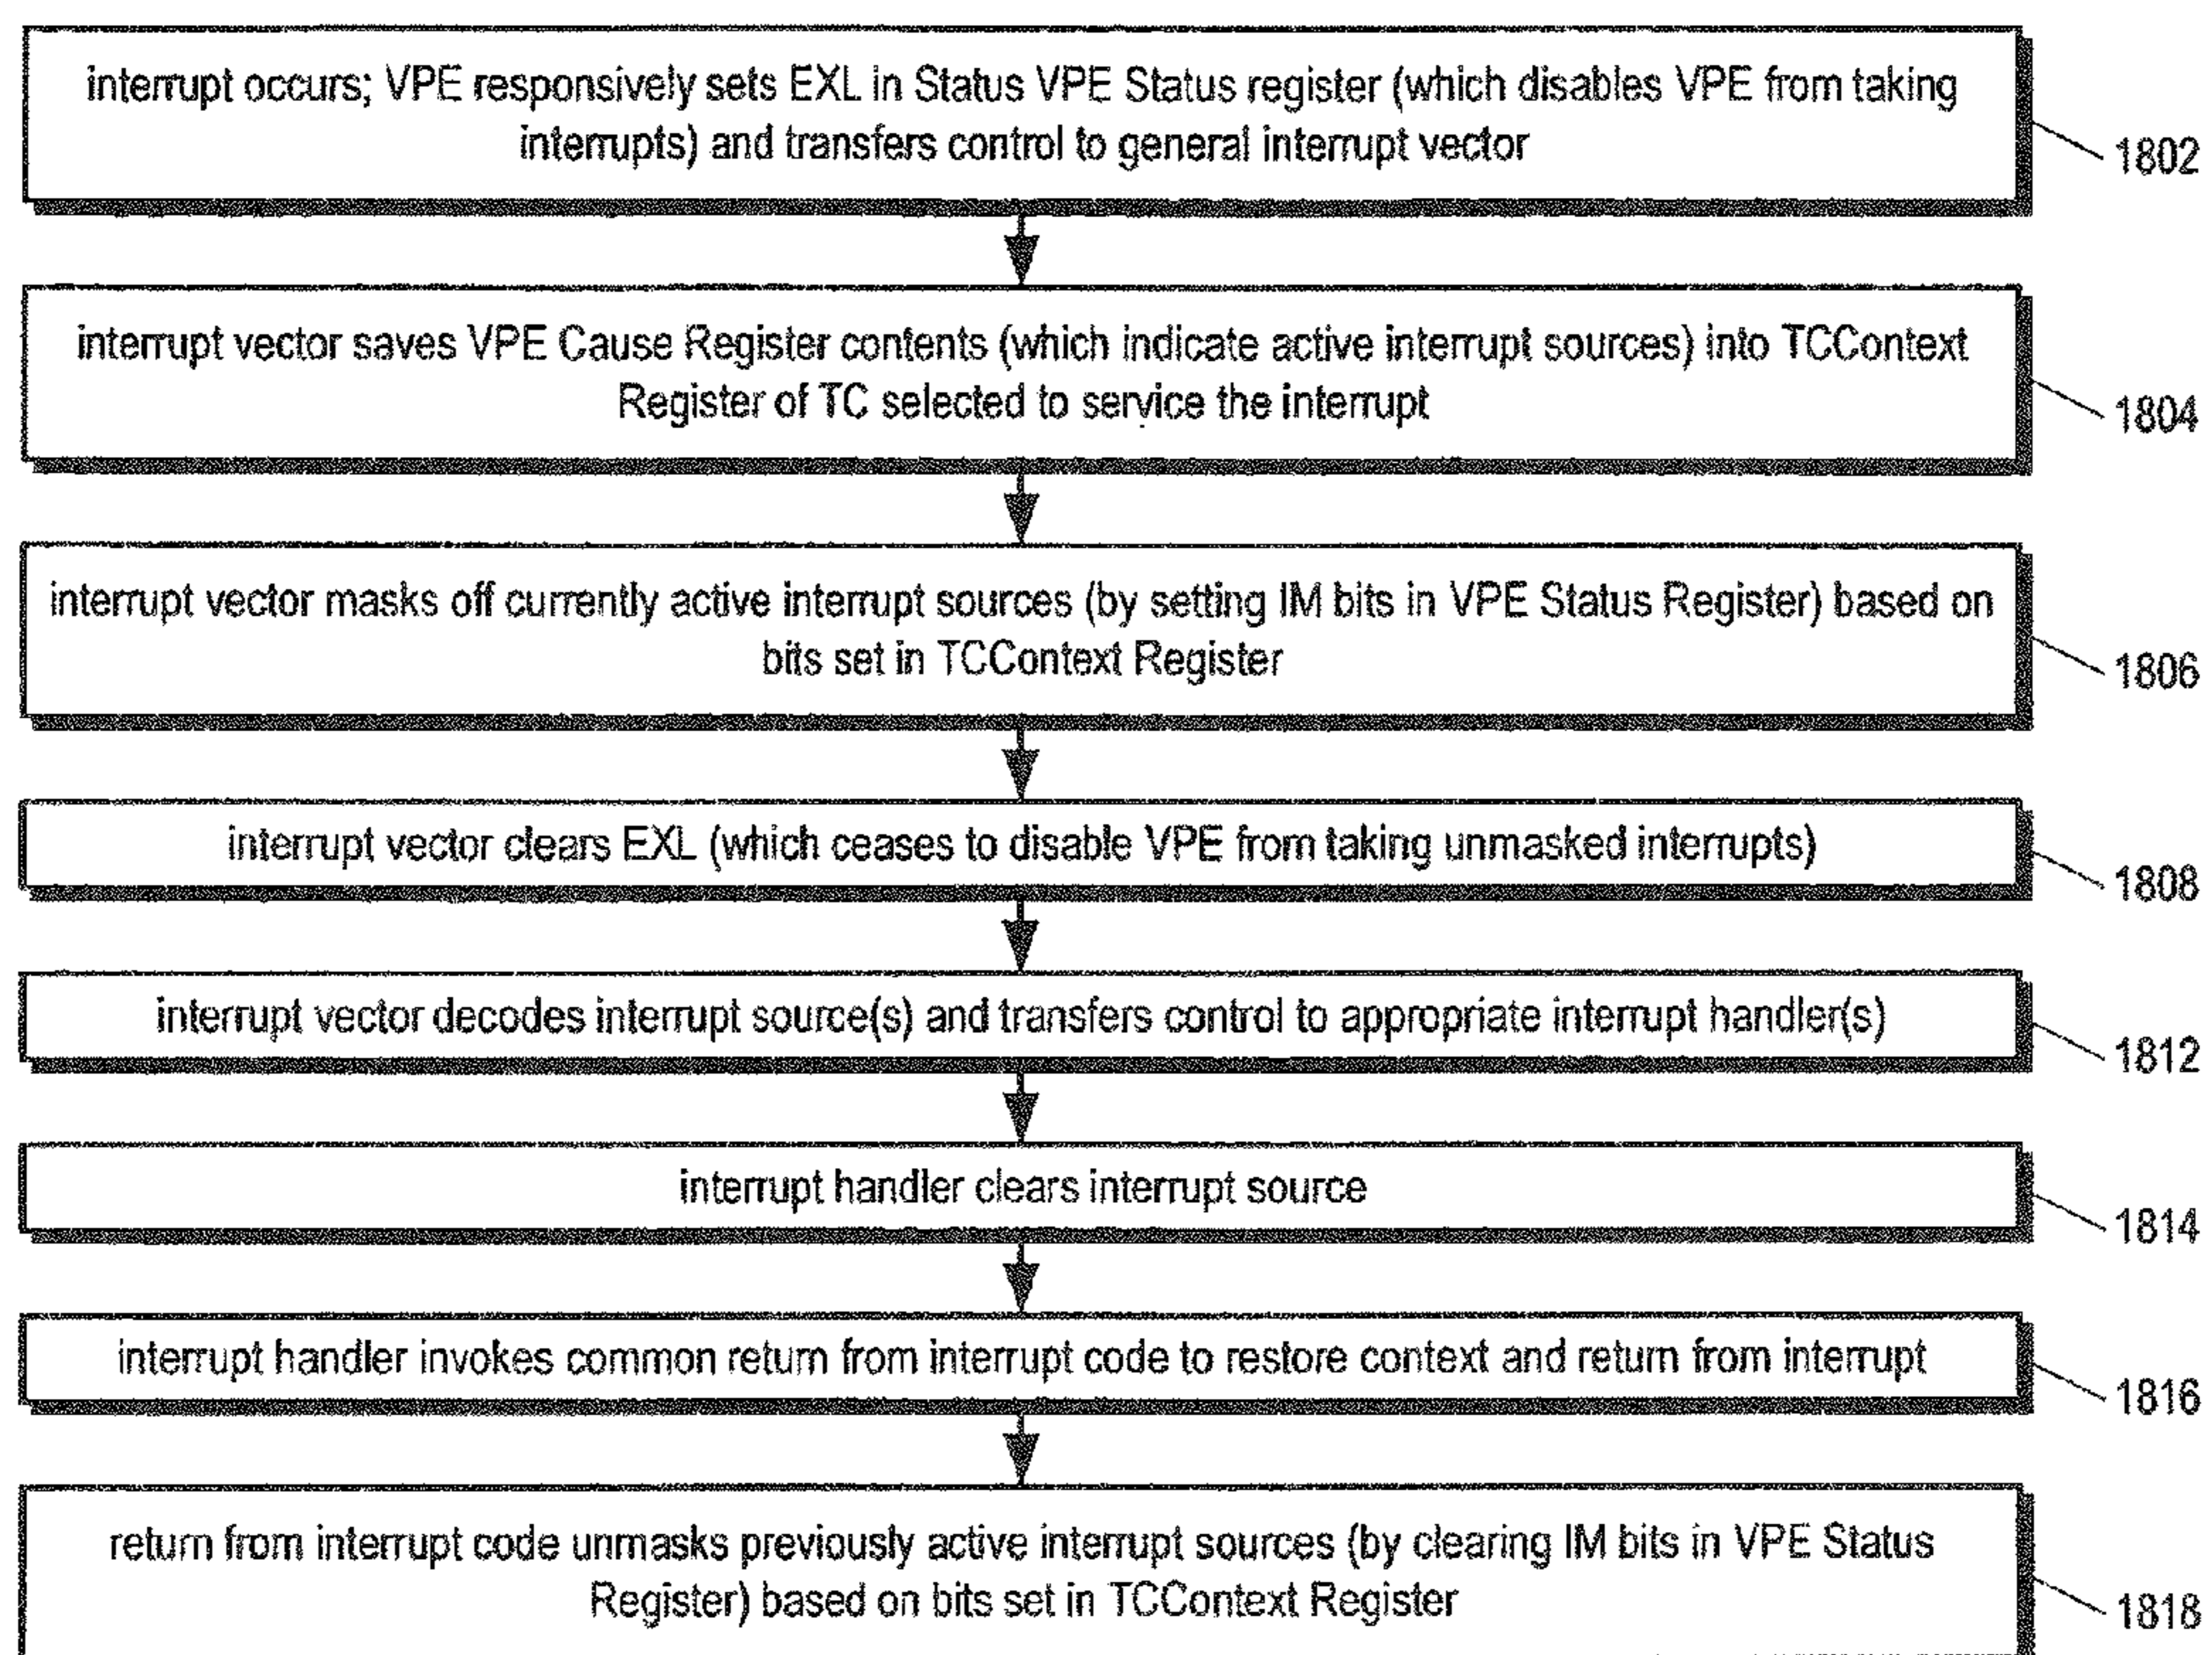 interrupt occurs; VPE responsively sets EXL in Status VPE Status register (which disables VPE from taking
interrupts) and transfers control to general interrupt vector
1802
interrupt vector saves VPE Cause Register contents (which indicate active interrupt sources) into TCContext
Register of TC selected to service the interrupt
1804
interrupt vector masks off currently active interrupt sources (by setting IM bits in VPE Status Register) based on
bits set in TCContext Register
1806
interrupt vector clears EXL (which ceases to disable VPE from taking unmasked interrupts)
1808
interrupt vector decodes interrupt source(s) and transfers control to appropriate interrupt handler(s)
1812
interrupt handler clears interrupt source
1814
interrupt handler invokes common return from interrupt code to restore context and return from interrupt
1816
return from interrupt code unmasks previously active interrupt sources (by clearing IM bits in VPE Status
Register) based on bits set in TCContext Register
1818